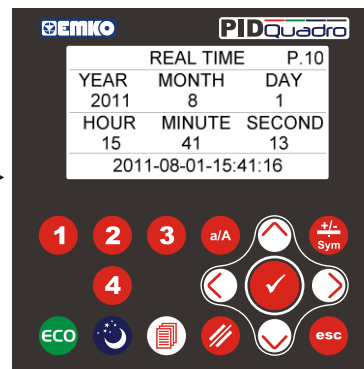 EMKO PIDQuadro
REAL TIME P.10
YEAR MONTH DAY
2011 8 1
HOUR MINUTE SECOND
15 41 13
2011-08-01-15:41:16
1 2 3 a/A +/-
Sym
4
ECO esc